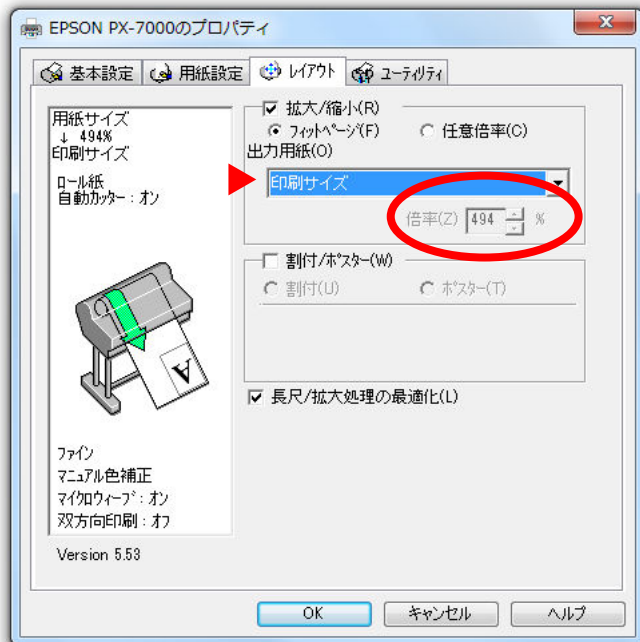 EPSON PX-7000のプロパティ
基本設定 用紙設定 レイアウト ユーティリティ
用紙サイズ
↓ 494%
印刷サイズ
ロール紙
自動カッター：オン
A
ファイン
マニュアル色補正
マイクロウィーブ：オン
双方向印刷：オフ
Version 5.53
拡大/縮小(R)
フィットページ(F) 任意倍率(C)
出力用紙(O)
印刷サイズ
倍率(Z) 494 %
割付/ポスター(W)
割付(U) ポスター(T)
長尺/拡大処理の最適化(L)
OK キャンセル ヘルプ